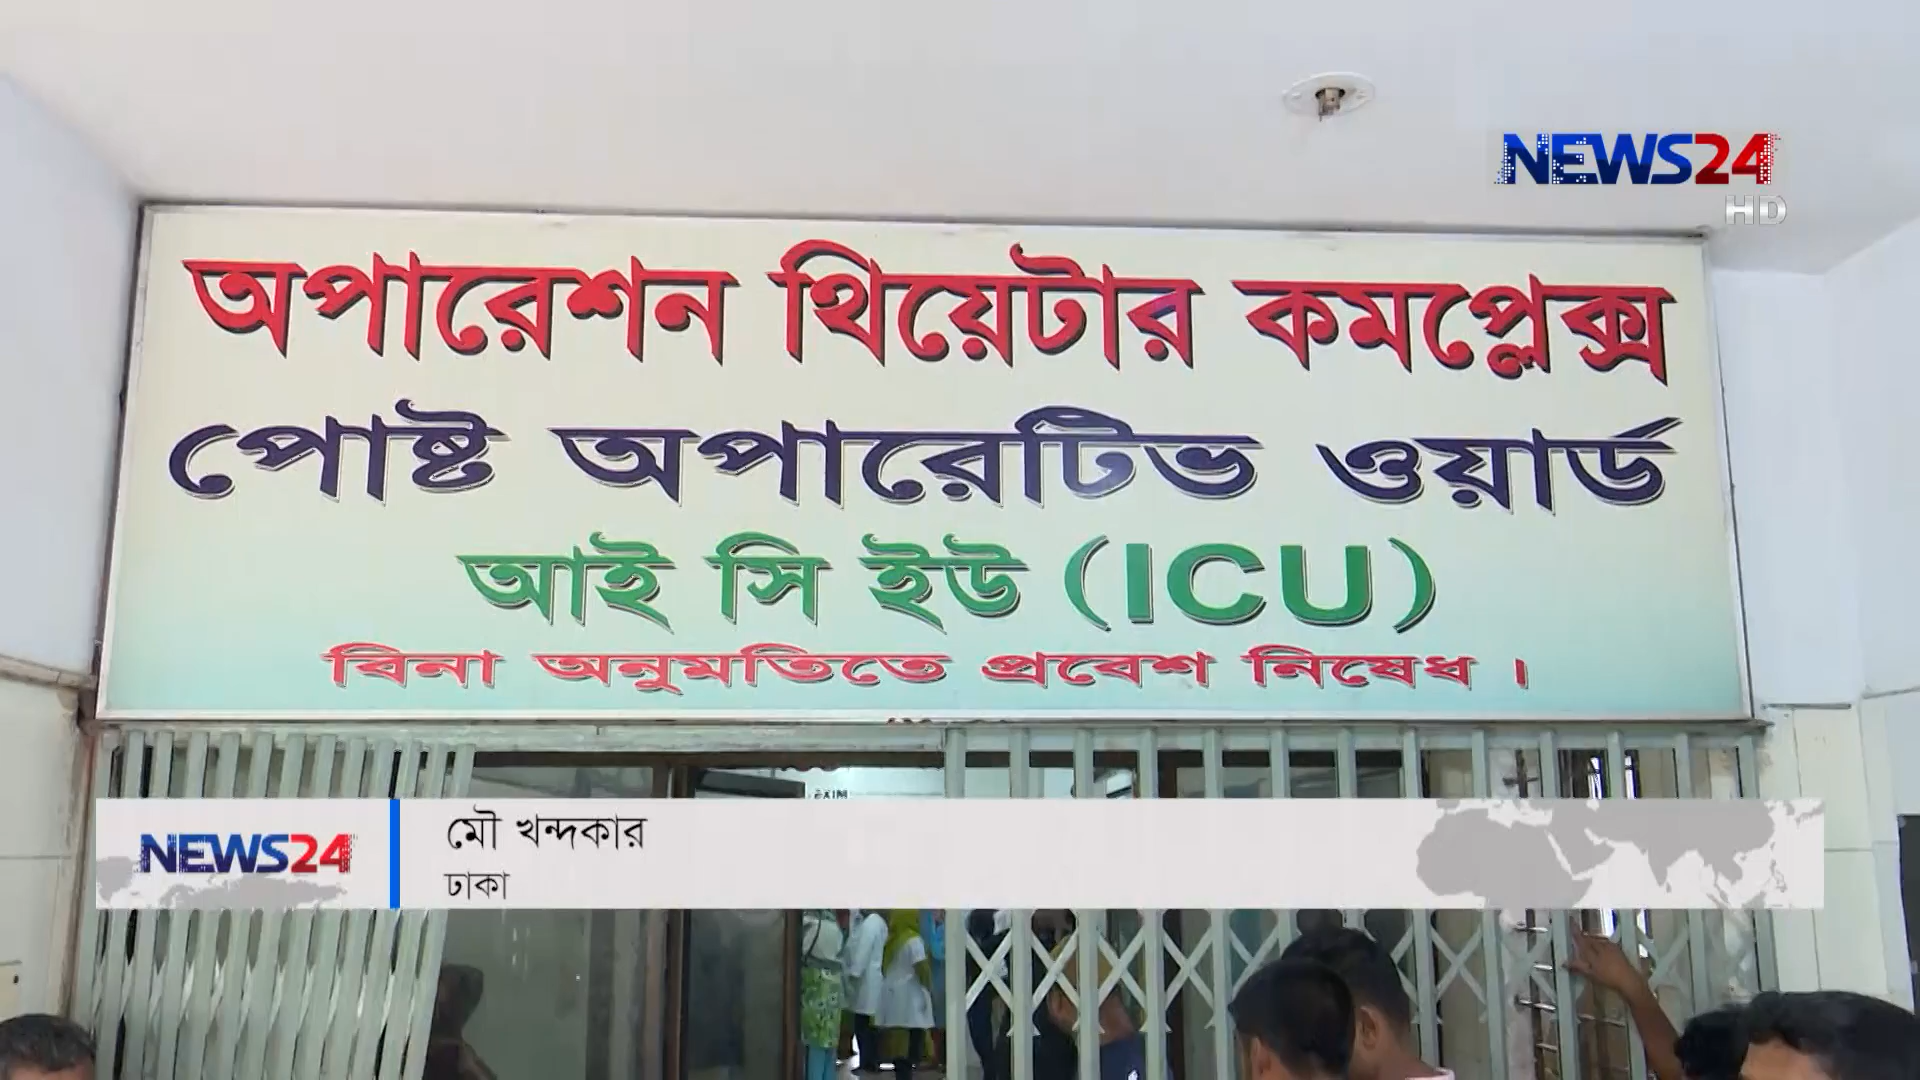 NEWS24
HD
অপারেশন থিয়েটার কমপ্লেক্স
পোষ্ট অপারেটিভ ওয়ার্ড
আই সি ইউ (ICU)
বিনা অনুমতিতে প্রবেশ নিষেধ ।
NEWS24
মৌ খন্দকার
ঢাকা